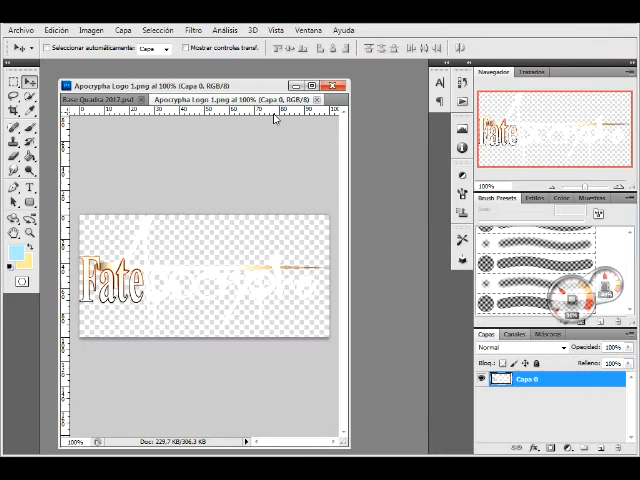 Archivo Edición Imagen Capa Selección Filtro Análisis 3D Vista Ventana Ayuda
Seleccionar automáticamente: Capa Mostrar controles transf.
Apocrypha Logo 1.png al 100% (Capa 0, RGB/8)
Base Quadra 2017.psd Apocrypha Logo 1.png al 100% (Capa 0, RGB/8)
Fate
Apocrypha
100% Doc: 229,7 KB/306,3 KB
Navegador Trazados
100%
Brush Presets Estilos Color Muestras
Size:
Capas Canales Máscaras
Normal Opacidad: 100%
Bloq.: Relleno: 100%
Capa 0